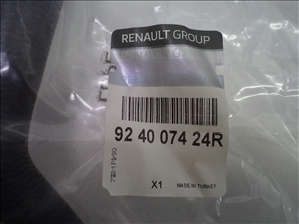 RENAULT GROUP
92 40 074 24R
X1
MADE IN TURKEY